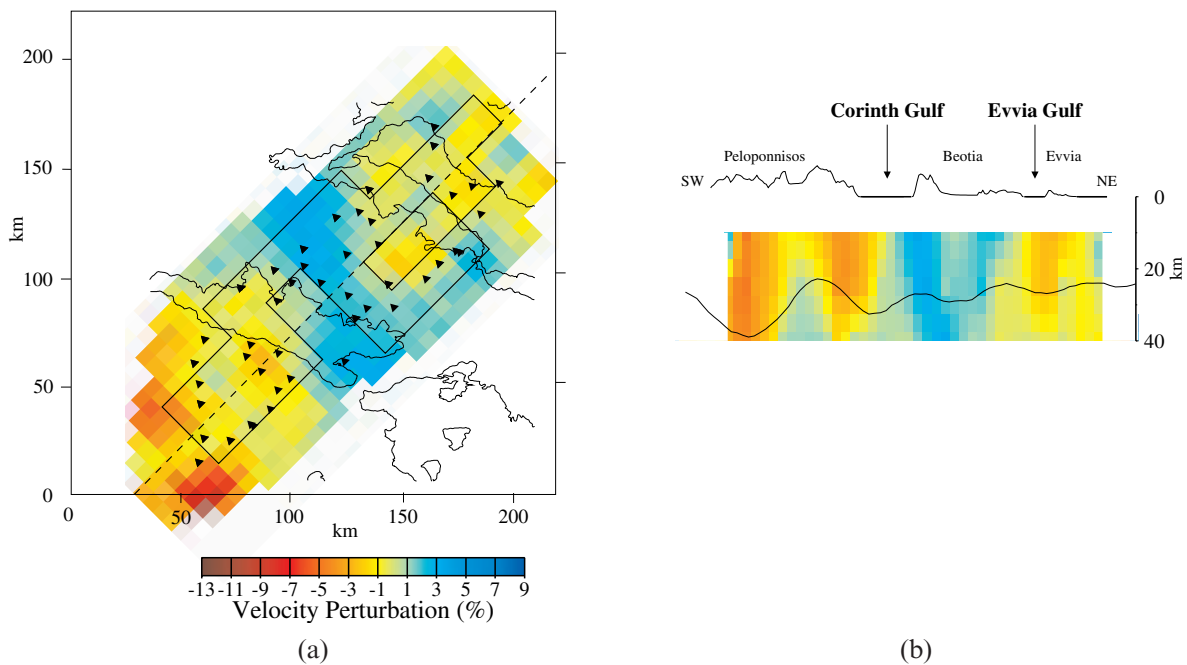 200
150
100
50
0
km
0
50
100
150
200
km
-13 -11 -9 -7 -5 -3 -1 1 3 5 7 9
Velocity Perturbation (%)
(a)
Corinth Gulf
Evvia Gulf
Peloponnisos
Beotia
Evvia
SW
NE
0
20
40
km
(b)